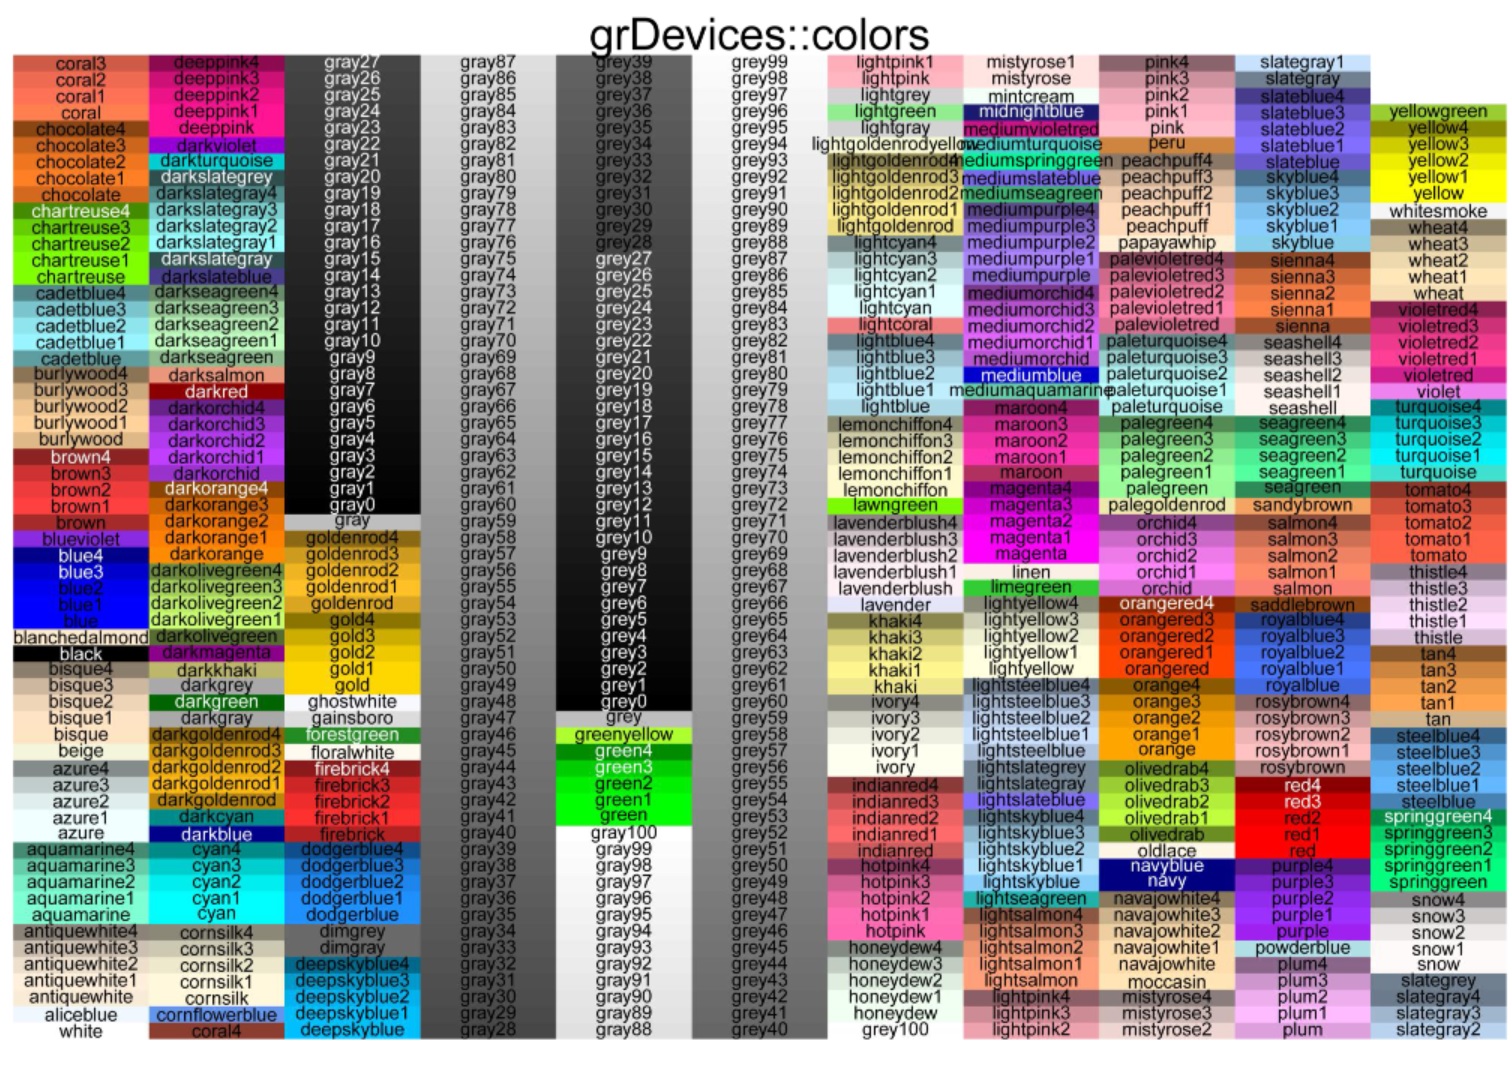 grDevices::colors
coral3
coral2
coral1
coral
chocolate4
chocolate3
chocolate2
chocolate1
chocolate
chartreuse4
chartreuse3
chartreuse2
chartreuse1
chartreuse
cadetblue4
cadetblue3
cadetblue2
cadetblue1
cadetblue
burlywood4
burlywood3
burlywood2
burlywood1
burlywood
brown4
brown3
brown2
brown1
brown
blueviolet
blue4
blue3
blue2
blue1
blue
blanchedalmond
black
bisque4
bisque3
bisque2
bisque1
bisque
beige
azure4
azure3
azure2
azure1
azure
aquamarine4
aquamarine3
aquamarine2
aquamarine1
aquamarine
antiquewhite4
antiquewhite3
antiquewhite2
antiquewhite1
antiquewhite
aliceblue
white
deeppink4
deeppink3
deeppink2
deeppink1
deeppink
darkviolet
darkturquoise
darkslategrey
darkslategray4
darkslategray3
darkslategray2
darkslategray1
darkslategray
darkslateblue
darkseagreen4
darkseagreen3
darkseagreen2
darkseagreen1
darkseagreen
darksalmon
darkred
darkorchid4
darkorchid3
darkorchid2
darkorchid1
darkorchid
darkorange4
darkorange3
darkorange2
darkorange1
darkorange
darkolivegreen4
darkolivegreen3
darkolivegreen2
darkolivegreen1
darkolivegreen
darkmagenta
darkkhaki
darkgrey
darkgreen
darkgray
darkgoldenrod4
darkgoldenrod3
darkgoldenrod2
darkgoldenrod1
darkgoldenrod
darkcyan
darkblue
cyan4
cyan3
cyan2
cyan1
cyan
cornsilk4
cornsilk3
cornsilk2
cornsilk1
cornsilk
cornflowerblue
coral4
gray27
gray26
gray25
gray24
gray23
gray22
gray21
gray20
gray19
gray18
gray17
gray16
gray15
gray14
gray13
gray12
gray11
gray10
gray9
gray8
gray7
gray6
gray5
gray4
gray3
gray2
gray1
gray0
gray
goldenrod4
goldenrod3
goldenrod2
goldenrod1
goldenrod
gold4
gold3
gold2
gold1
gold
ghostwhite
gainsboro
forestgreen
floralwhite
firebrick4
firebrick3
firebrick2
firebrick1
firebrick
dodgerblue4
dodgerblue3
dodgerblue2
dodgerblue1
dodgerblue
dimgrey
dimgray
deepskyblue4
deepskyblue3
deepskyblue2
deepskyblue1
deepskyblue
gray87
gray86
gray85
gray84
gray83
gray82
gray81
gray80
gray79
gray78
gray77
gray76
gray75
gray74
gray73
gray72
gray71
gray70
gray69
gray68
gray67
gray66
gray65
gray64
gray63
gray62
gray61
gray60
gray59
gray58
gray57
gray56
gray55
gray54
gray53
gray52
gray51
gray50
gray49
gray48
gray47
gray46
gray45
gray44
gray43
gray42
gray41
gray40
gray39
gray38
gray37
gray36
gray35
gray34
gray33
gray32
gray31
gray30
gray29
gray28
grey39
grey38
grey37
grey36
grey35
grey34
grey33
grey32
grey31
grey30
grey29
grey28
grey27
grey26
grey25
grey24
grey23
grey22
grey21
grey20
grey19
grey18
grey17
grey16
grey15
grey14
grey13
grey12
grey11
grey10
grey9
grey8
grey7
grey6
grey5
grey4
grey3
grey2
grey1
grey0
grey
greenyellow
green4
green3
green2
green1
green
gray100
gray99
gray98
gray97
gray96
gray95
gray94
gray93
gray92
gray91
gray90
gray89
gray88
grey99
grey98
grey97
grey96
grey95
grey94
grey93
grey92
grey91
grey90
grey89
grey88
grey87
grey86
grey85
grey84
grey83
grey82
grey81
grey80
grey79
grey78
grey77
grey76
grey75
grey74
grey73
grey72
grey71
grey70
grey69
grey68
grey67
grey66
grey65
grey64
grey63
grey62
grey61
grey60
grey59
grey58
grey57
grey56
grey55
grey54
grey53
grey52
grey51
grey50
grey49
grey48
grey47
grey46
grey45
grey44
grey43
grey42
grey41
grey40
lightpink1
lightpink
lightgrey
lightgreen
lightgray
lightgoldenrodyellow
lightgoldenrod4
lightgoldenrod3
lightgoldenrod2
lightgoldenrod1
lightgoldenrod
lightcyan4
lightcyan3
lightcyan2
lightcyan1
lightcyan
lightcoral
lightblue4
lightblue3
lightblue2
lightblue1
lightblue
lemonchiffon4
lemonchiffon3
lemonchiffon2
lemonchiffon1
lemonchiffon
lawngreen
lavenderblush4
lavenderblush3
lavenderblush2
lavenderblush1
lavenderblush
lavender
khaki4
khaki3
khaki2
khaki1
khaki
ivory4
ivory3
ivory2
ivory1
ivory
indianred4
indianred3
indianred2
indianred1
indianred
hotpink4
hotpink3
hotpink2
hotpink1
hotpink
honeydew4
honeydew3
honeydew2
honeydew1
honeydew
grey100
mistyrose1
mistyrose
mintcream
midnightblue
mediumvioletred
mediumturquoise
mediumspringgreen
mediumslateblue
mediumseagreen
mediumpurple4
mediumpurple3
mediumpurple2
mediumpurple1
mediumpurple
mediumorchid4
mediumorchid3
mediumorchid2
mediumorchid1
mediumorchid
mediumblue
mediumaquamarine
maroon4
maroon3
maroon2
maroon1
maroon
magenta4
magenta3
magenta2
magenta1
magenta
linen
limegreen
lightyellow4
lightyellow3
lightyellow2
lightyellow1
lightyellow
lightsteelblue4
lightsteelblue3
lightsteelblue2
lightsteelblue1
lightsteelblue
lightslategrey
lightslategray
lightslateblue
lightskyblue4
lightskyblue3
lightskyblue2
lightskyblue1
lightskyblue
lightseagreen
lightsalmon4
lightsalmon3
lightsalmon2
lightsalmon1
lightsalmon
lightpink4
lightpink3
lightpink2
pink4
pink3
pink2
pink1
pink
peru
peachpuff4
peachpuff3
peachpuff2
peachpuff1
peachpuff
papayawhip
palevioletred4
palevioletred3
palevioletred2
palevioletred1
palevioletred
paleturquoise4
paleturquoise3
paleturquoise2
paleturquoise1
paleturquoise
palegreen4
palegreen3
palegreen2
palegreen1
palegreen
palegoldenrod
orchid4
orchid3
orchid2
orchid1
orchid
orangered4
orangered3
orangered2
orangered1
orangered
orange4
orange3
orange2
orange1
orange
olivedrab4
olivedrab3
olivedrab2
olivedrab1
olivedrab
oldlace
navyblue
navy
navajowhite4
navajowhite3
navajowhite2
navajowhite1
navajowhite
moccasin
mistyrose4
mistyrose3
mistyrose2
slategray1
slategray
slateblue4
slateblue3
slateblue2
slateblue1
slateblue
skyblue4
skyblue3
skyblue2
skyblue1
skyblue
sienna4
sienna3
sienna2
sienna1
sienna
seashell4
seashell3
seashell2
seashell1
seashell
seagreen4
seagreen3
seagreen2
seagreen1
seagreen
sandybrown
salmon4
salmon3
salmon2
salmon1
salmon
saddlebrown
royalblue4
royalblue3
royalblue2
royalblue1
royalblue
rosybrown4
rosybrown3
rosybrown2
rosybrown1
rosybrown
red4
red3
red2
red1
red
purple4
purple3
purple2
purple1
purple
powderblue
plum4
plum3
plum2
plum1
plum
yellowgreen
yellow4
yellow3
yellow2
yellow1
yellow
whitesmoke
wheat4
wheat3
wheat2
wheat1
wheat
violetred4
violetred3
violetred2
violetred1
violetred
violet
turquoise4
turquoise3
turquoise2
turquoise1
turquoise
tomato4
tomato3
tomato2
tomato1
tomato
thistle4
thistle3
thistle2
thistle1
thistle
tan4
tan3
tan2
tan1
tan
steelblue4
steelblue3
steelblue2
steelblue1
steelblue
springgreen4
springgreen3
springgreen2
springgreen1
springgreen
snow4
snow3
snow2
snow1
snow
slategrey
slategray4
slategray3
slategray2